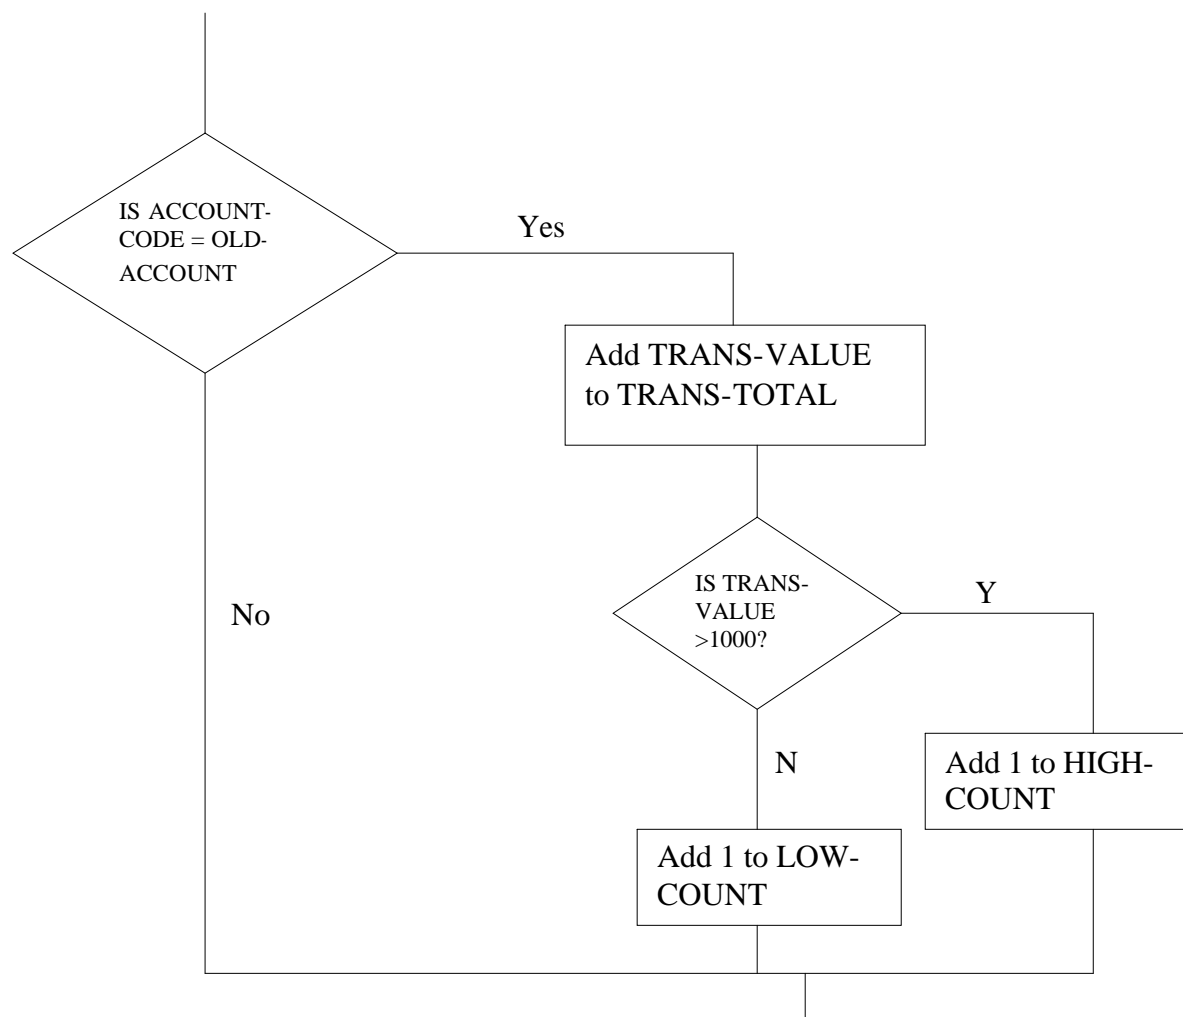 IS ACCOUNT-
CODE = OLD-
ACCOUNT
Yes
Add TRANS-VALUE
to TRANS-TOTAL
IS TRANS-
VALUE
>1000?
Y
No
N
Add 1 to HIGH-
COUNT
Add 1 to LOW-
COUNT